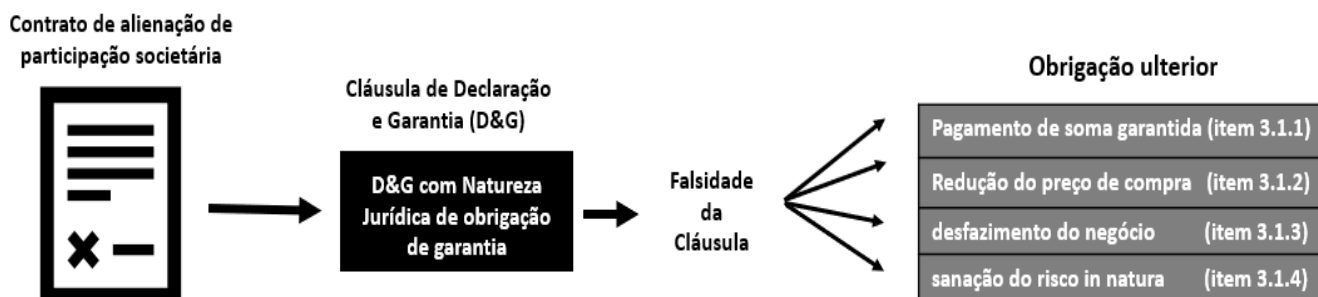 Contrato de alienação de
participação societária
Cláusula de Declaração
e Garantia (D&G)
D&G com Natureza
Jurídica de obrigação
de garantia
Falsidade
da
Cláusula
Obrigação ulterior
Pagamento de soma garantida (item 3.1.1)
Redução do preço de compra (item 3.1.2)
desfazimento do negócio (item 3.1.3)
sanação do risco in natura (item 3.1.4)